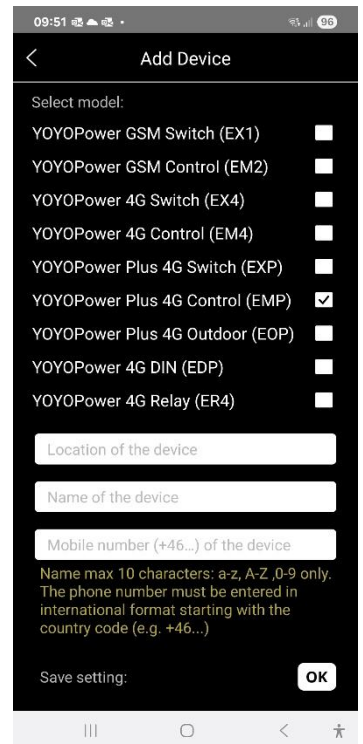 09:51
96
Add Device
Select model:
YOYOPower GSM Switch (EX1)
YOYOPower GSM Control (EM2)
YOYOPower 4G Switch (EX4)
YOYOPower 4G Control (EM4)
YOYOPower Plus 4G Switch (EXP)
YOYOPower Plus 4G Control (EMP)
YOYOPower Plus 4G Outdoor (EOP)
YOYOPower 4G DIN (EDP)
YOYOPower 4G Relay (ER4)
Location of the device
Name of the device
Mobile number (+46...) of the device
Name max 10 characters: a-z, A-Z ,0-9 only.
The phone number must be entered in
international format starting with the
country code (e.g. +46...)
Save setting:
OK